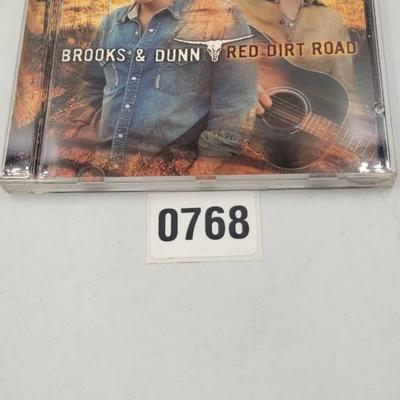 BROOKS & DUNN RED DIRT ROAD
0768